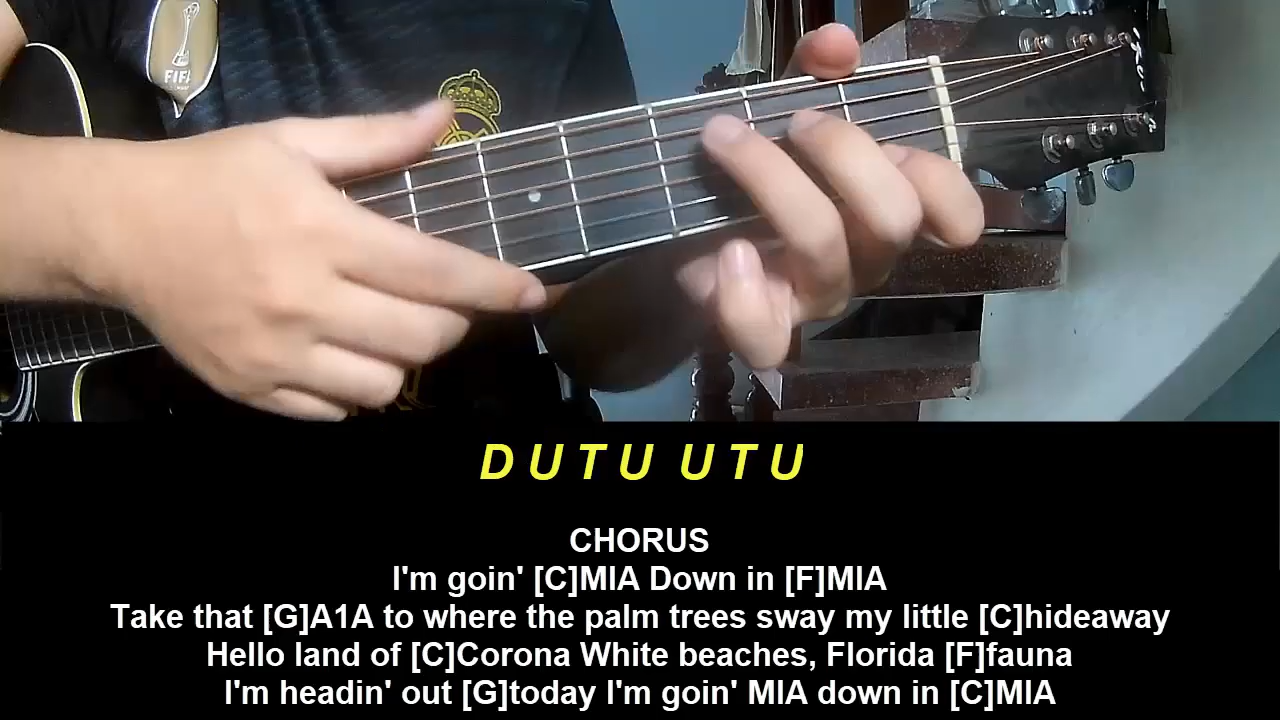 FIFA
D U T U U T U
CHORUS
I'm goin' [C]MIA Down in [F]MIA
Take that [G]A1A to where the palm trees sway my little [C]hideaway
Hello land of [C]Corona White beaches, Florida [F]fauna
I'm headin' out [G]today I'm goin' MIA down in [C]MIA